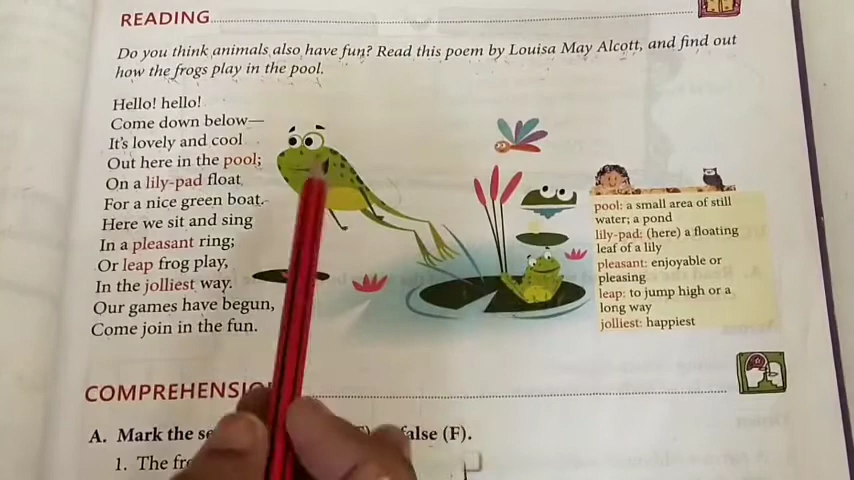 READING
Do you think animals also have fun? Read this poem by Louisa May Alcott, and find out
how the frogs play in the pool.
Hello! hello!
Come down below—
It's lovely and cool
Out here in the pool;
On a lily-pad float
For a nice green boat.
Here we sit and sing
In a pleasant ring;
Or leap frog play,
In the jolliest way.
Our games have begun,
Come join in the fun.
pool: a small area of still
water; a pond
lily-pad: (here) a floating
leaf of a lily
pleasant: enjoyable or
pleasing
leap: to jump high or a
long way
jolliest: happiest
COMPREHENSIO
A. Mark the se false (F).
1. The fr